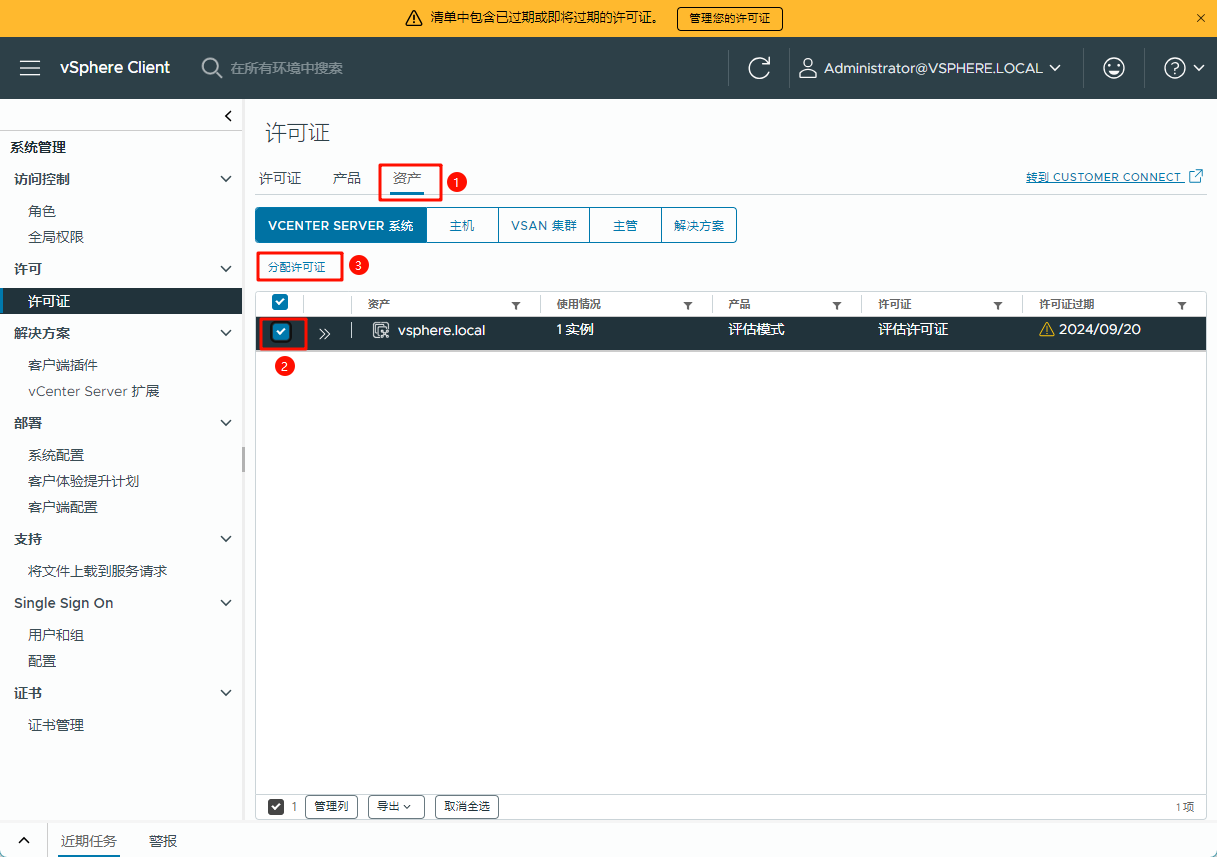 清单中包含已过期或即将过期的许可证。 管理您的许可证
vSphere Client 在所有环境中搜索 Administrator@VSPHERE.LOCAL
系统管理
访问控制
角色
全局权限
许可
许可证
解决方案
客户端插件
vCenter Server 扩展
部署
系统配置
客户体验提升计划
客户端配置
支持
将文件上载到服务请求
Single Sign On
用户和组
配置
证书
证书管理
许可证
许可证 产品 资产 1 转到 CUSTOMER CONNECT
VCENTER SERVER 系统 主机 VSAN 集群 主管 解决方案
分配许可证 3
资产 使用情况 产品 许可证 许可证过期
vsphere.local 1 实例 评估模式 评估许可证 2024/09/20
2
1 管理列 导出 取消全选 1项
近期任务 警报